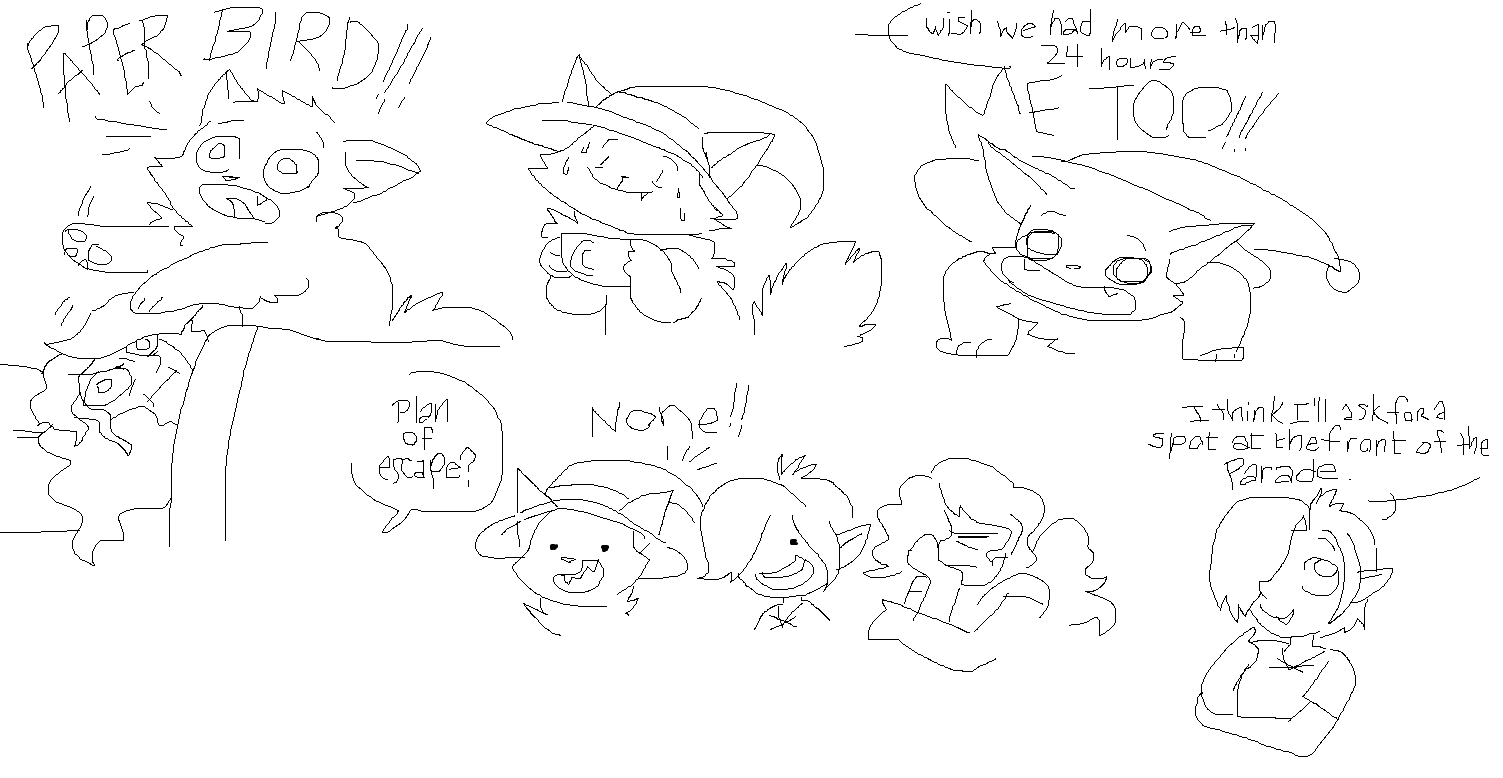 PAPER BIRD!!!
wish we had more than
24 hours
ME TOO!!!
Plan
of
escape?
None!!
I think I'll ask for a
spot at the front of the
Parade.